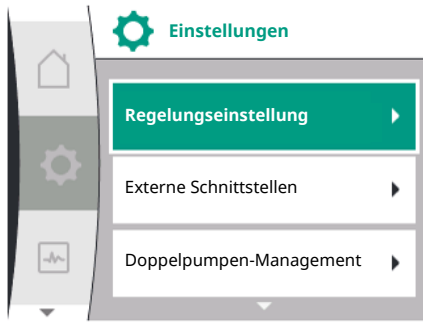 Einstellungen
Regelungseinstellung
Externe Schnittstellen
Doppelpumpen-Management